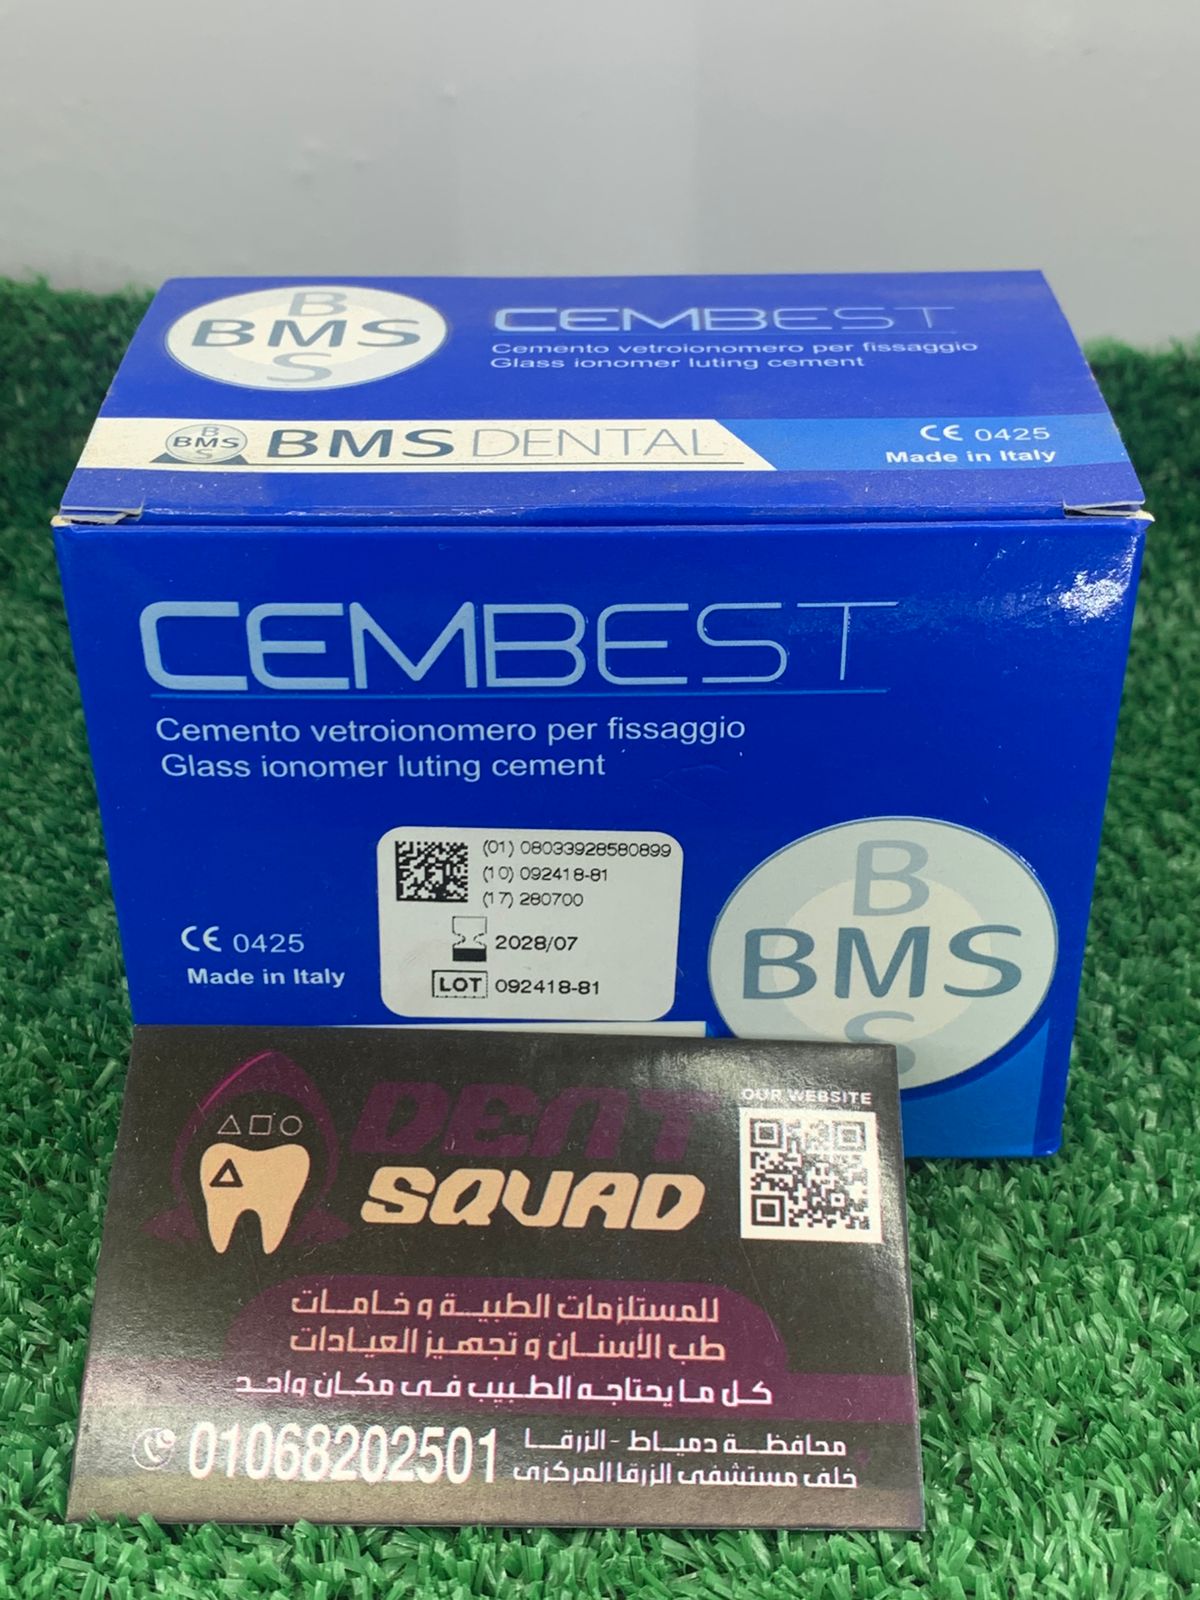 B
BMS
S
CEMBEST
Cemento vetroionomero per fissaggio
Glass ionomer luting cement
B
BMS
S
BMS DENTAL
CE 0425
Made in Italy
CEMBEST
Cemento vetroionomero per fissaggio
Glass ionomer luting cement
(01) 08033928580899
(10) 092418-81
(17) 280700
2028/07
LOT 092418-81
CE 0425
Made in Italy
B
BMS
S
DENT
SQUAD
OUR WEBSITE
للمستلزمات الطبية و خامات
طب الأسنان و تجهيز العيادات
كل ما يحتاجه الطبيب في مكان واحد
محافظة دمياط - الزرقا
خلف مستشفى الزرقا المركزى
01068202501